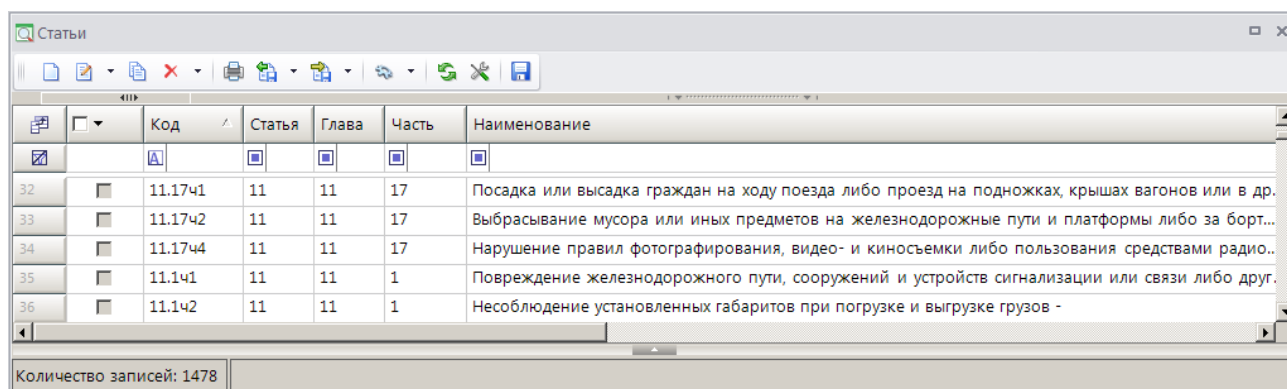 Статьи
Код Статья Глава Часть Наименование
A
32 11.17ч1 11 11 17 Посадка или высадка граждан на ходу поезда либо проезд на подножках, крышах вагонов или в др.
33 11.17ч2 11 11 17 Выбрасывание мусора или иных предметов на железнодорожные пути и платформы либо за борт...
34 11.17ч4 11 11 17 Нарушение правил фотографирования, видео- и киносъемки либо пользования средствами радио..
35 11.1ч1 11 11 1 Повреждение железнодорожного пути, сооружений и устройств сигнализации или связи либо друг.
36 11.1ч2 11 11 1 Несоблюдение установленных габаритов при погрузке и выгрузке грузов -
Количество записей: 1478